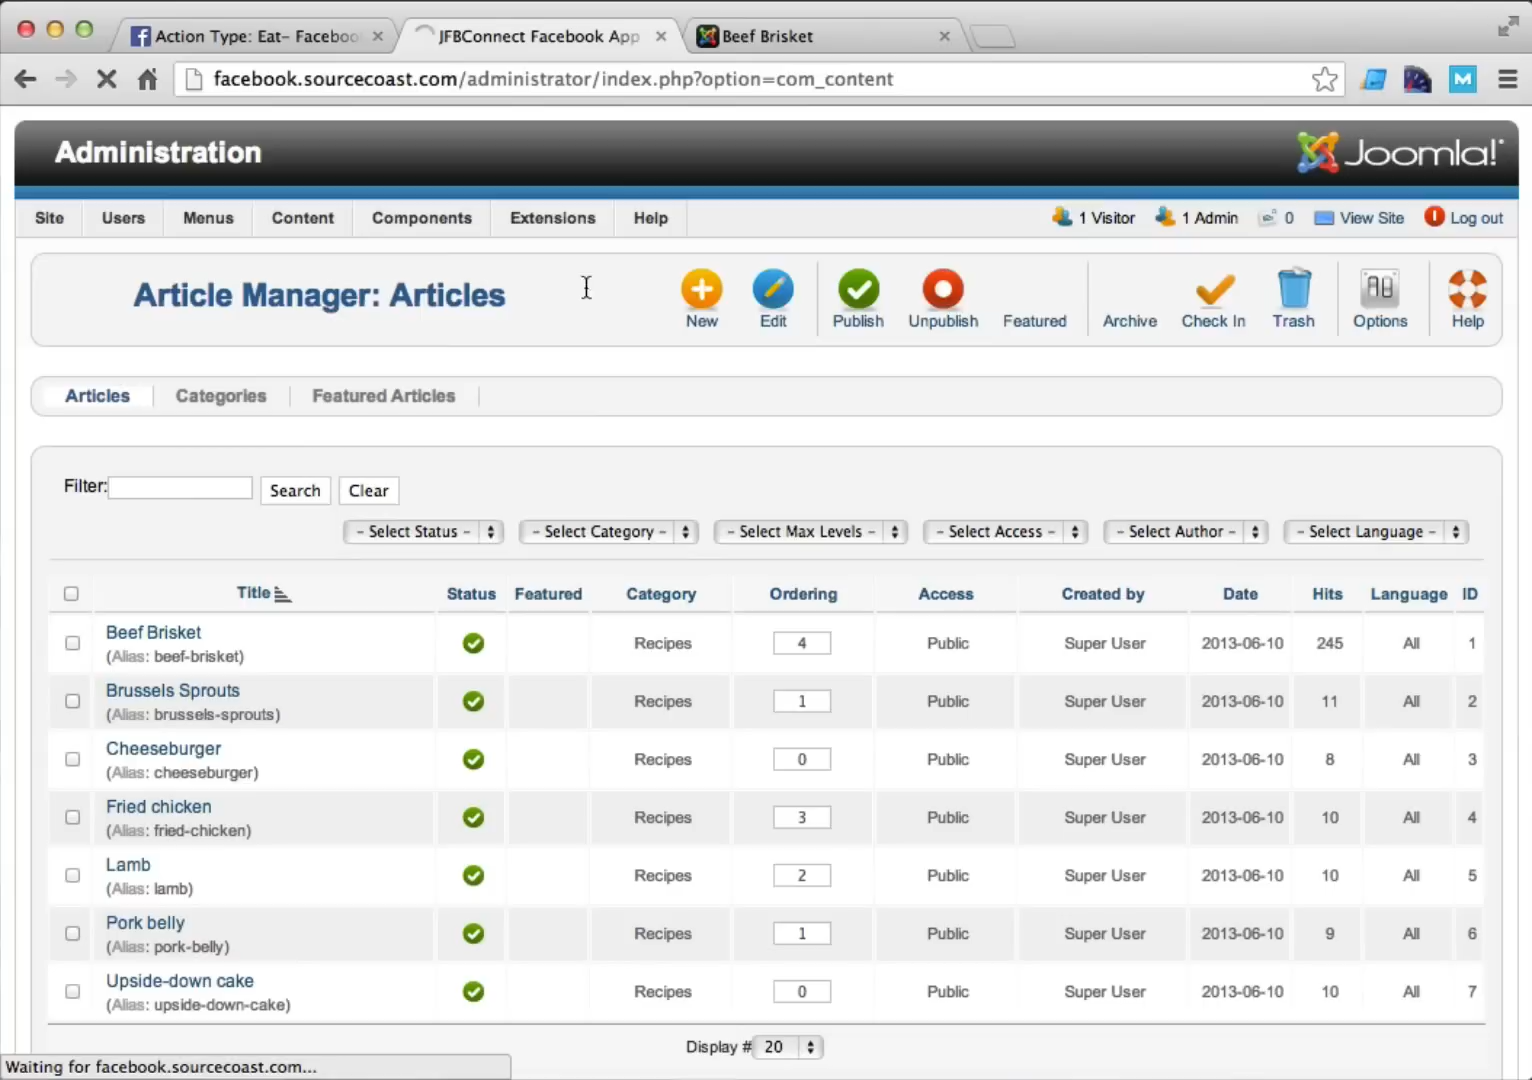 Action Type: Eat– Faceboo
JFBConnect Facebook App
Beef Brisket
facebook.sourcecoast.com/administrator/index.php?option=com_content
Administration
Joomla!
Site Users Menus Content Components Extensions Help 1 Visitor 1 Admin 0 View Site Log out
Article Manager: Articles
New Edit Publish Unpublish Featured Archive Check In Trash Options Help
Articles Categories Featured Articles
Filter: Search Clear
- Select Status - - Select Category - - Select Max Levels - - Select Access - - Select Author - - Select Language -
Title Status Featured Category Ordering Access Created by Date Hits Language ID
Beef Brisket
(Alias: beef-brisket)
Recipes 4 Public Super User 2013-06-10 245 All 1
Brussels Sprouts
(Alias: brussels-sprouts)
Recipes 1 Public Super User 2013-06-10 11 All 2
Cheeseburger
(Alias: cheeseburger)
Recipes 0 Public Super User 2013-06-10 8 All 3
Fried chicken
(Alias: fried-chicken)
Recipes 3 Public Super User 2013-06-10 10 All 4
Lamb
(Alias: lamb)
Recipes 2 Public Super User 2013-06-10 10 All 5
Pork belly
(Alias: pork-belly)
Recipes 1 Public Super User 2013-06-10 9 All 6
Upside-down cake
(Alias: upside-down-cake)
Recipes 0 Public Super User 2013-06-10 10 All 7
Display # 20
Waiting for facebook.sourcecoast.com...